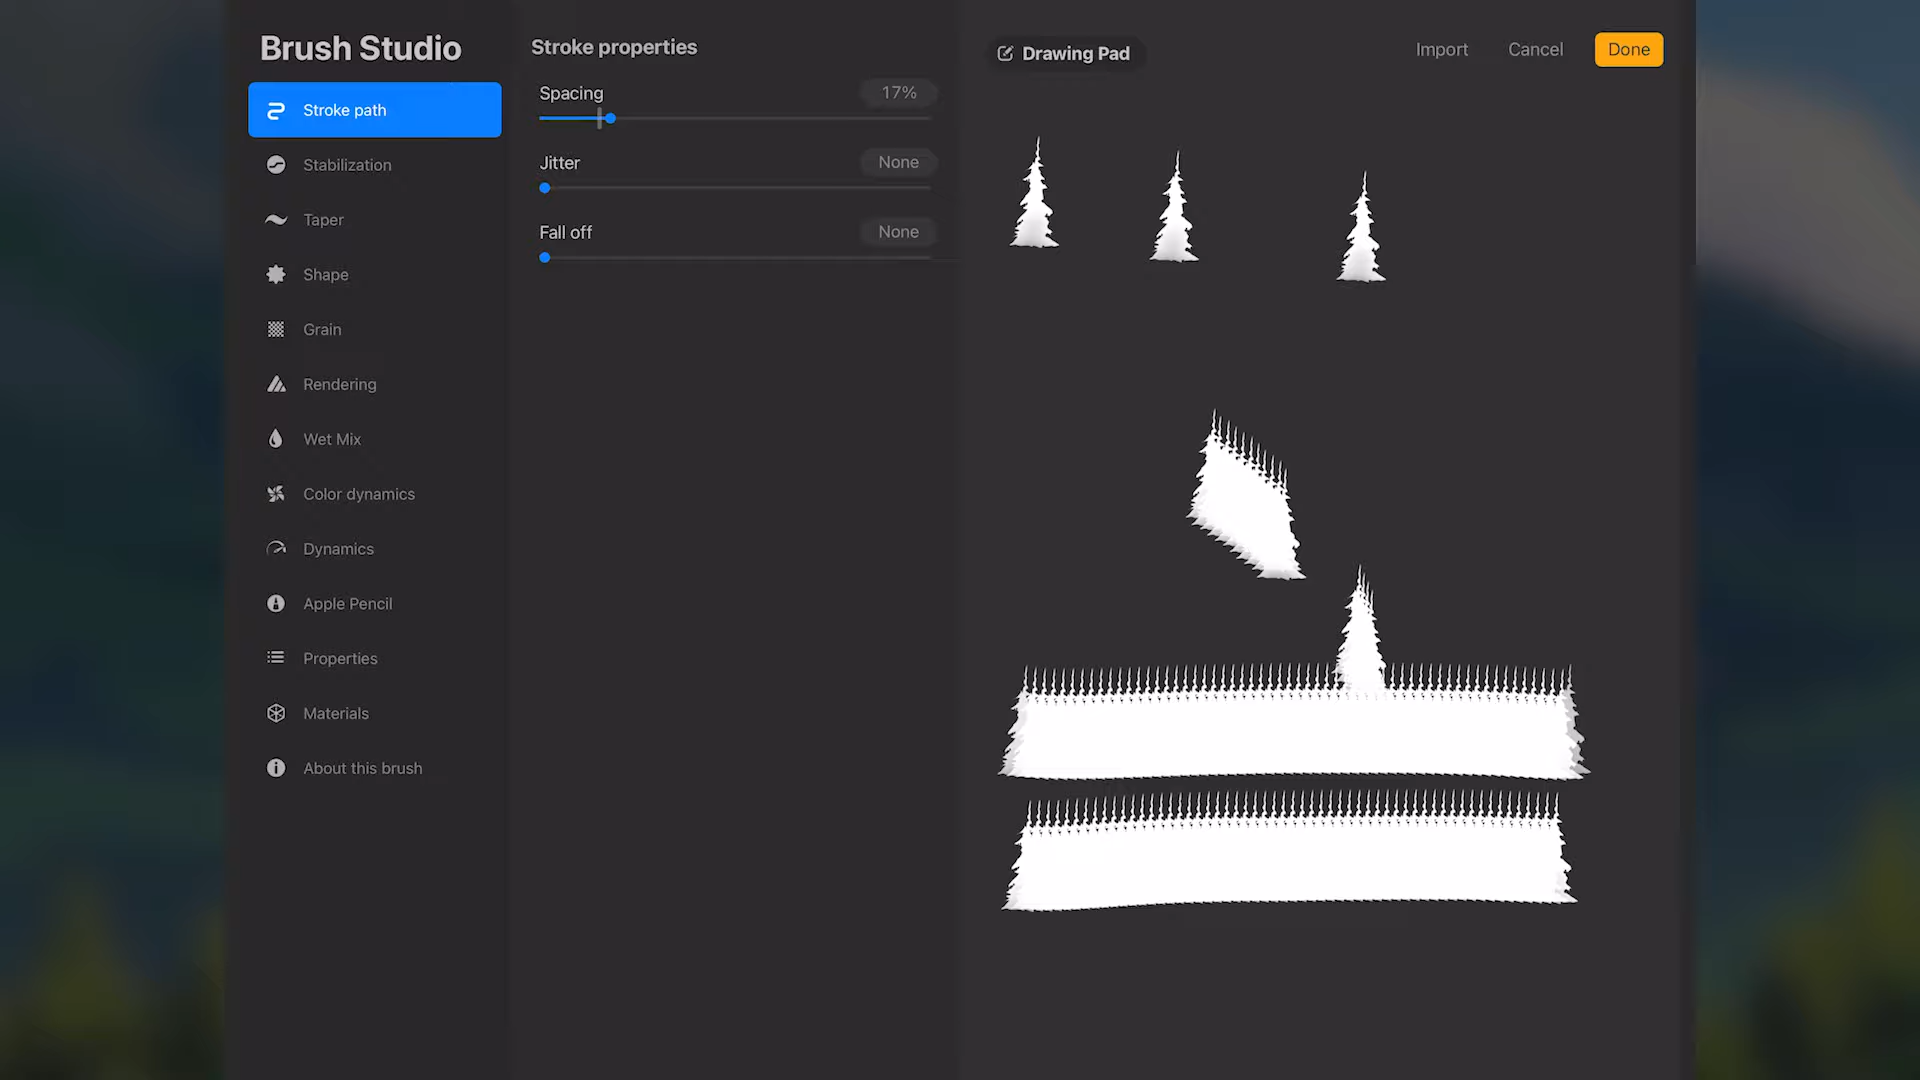 Brush Studio
Stroke path
Stabilization
Taper
Shape
Grain
Rendering
Wet Mix
Color dynamics
Dynamics
Apple Pencil
Properties
Materials
About this brush
Stroke properties
Spacing
17%
Jitter
None
Fall off
None
Drawing Pad
Import
Cancel
Done